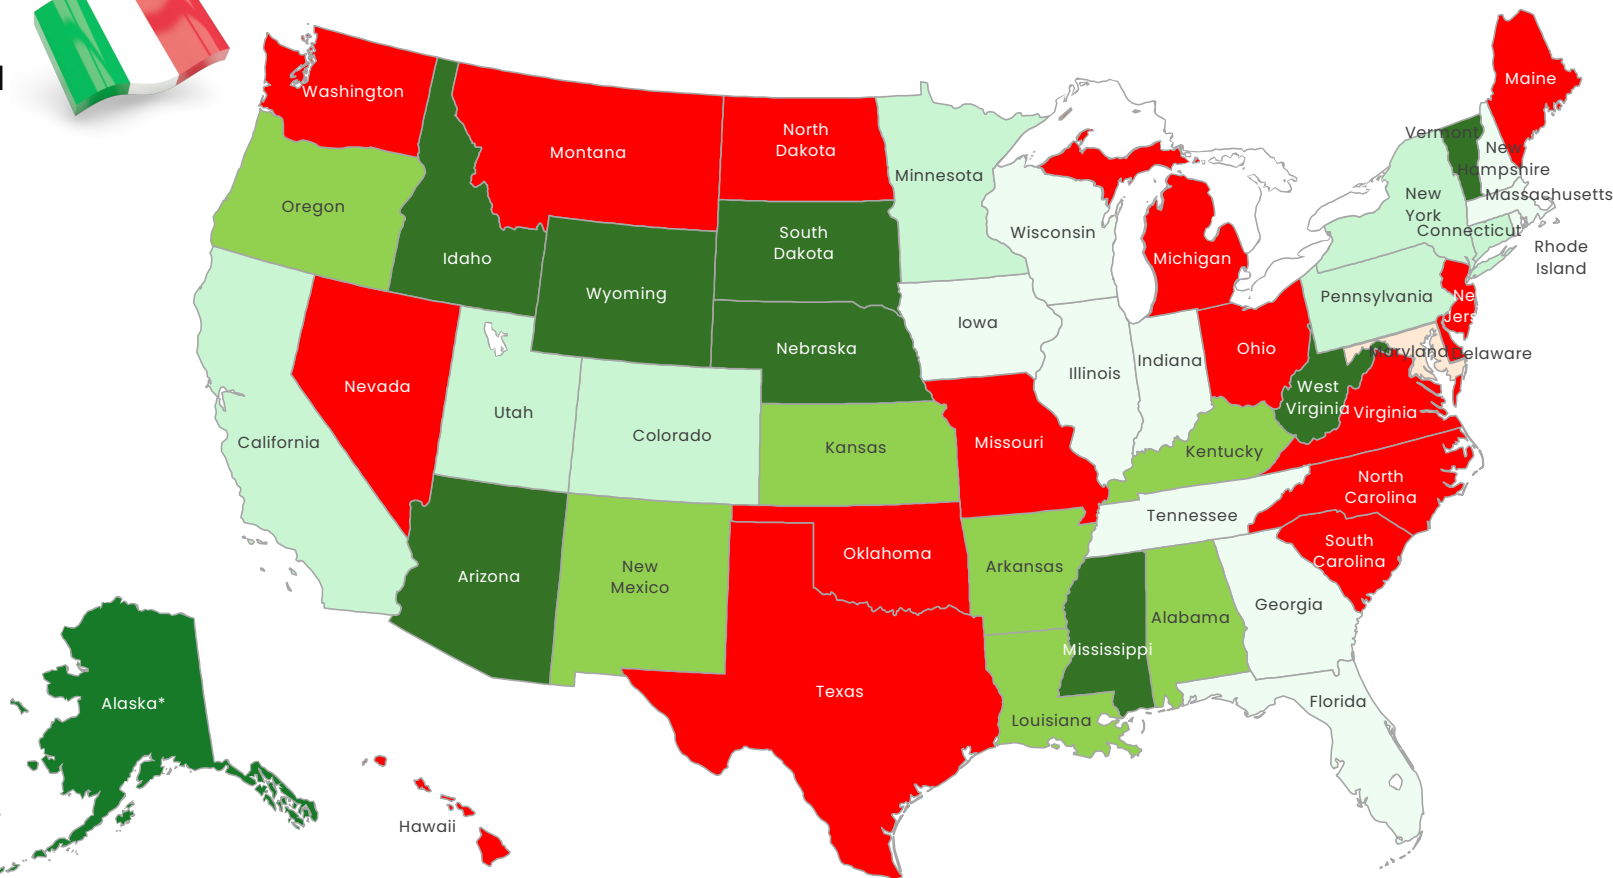 Maine
Washington
Vermont
North
Dakota
New
Hampshire
Montana
Minnesota
Massachusetts
New
York
Oregon
Connecticut
South
Dakota
Wisconsin
Rhode
Island
Idaho
Michigan
Wyoming
Pennsylvania
Ne
Jers
Iowa
Nebraska
Ohio
Maryland
Delaware
Indiana
Illinois
Nevada
West
Virginia
Virginia
Utah
Colorado
California
Kansas
Missouri
Kentucky
North
Carolina
Tennessee
South
Carolina
Oklahoma
New
Mexico
Arkansas
Arizona
Georgia
Alabama
Mississippi
Texas
Alaska*
Florida
Louisiana
Hawaii